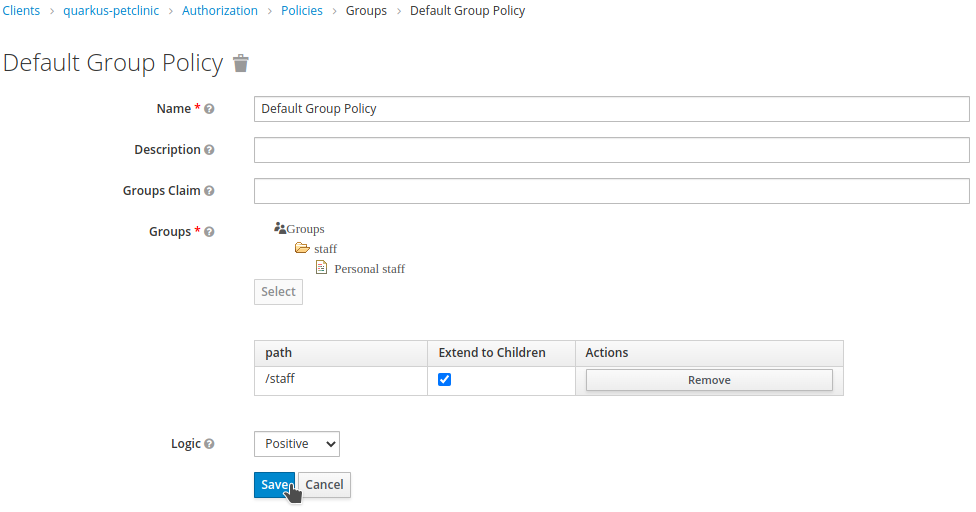 Clients > quarkus-petclinic > Authorization > Policies > Groups > Default Group Policy
Default Group Policy
Name * Default Group Policy
Description
Groups Claim
Groups * Groups
staff
Personal staff
Select
path Extend to Children Actions
/staff Remove
Logic Positive
Save Cancel